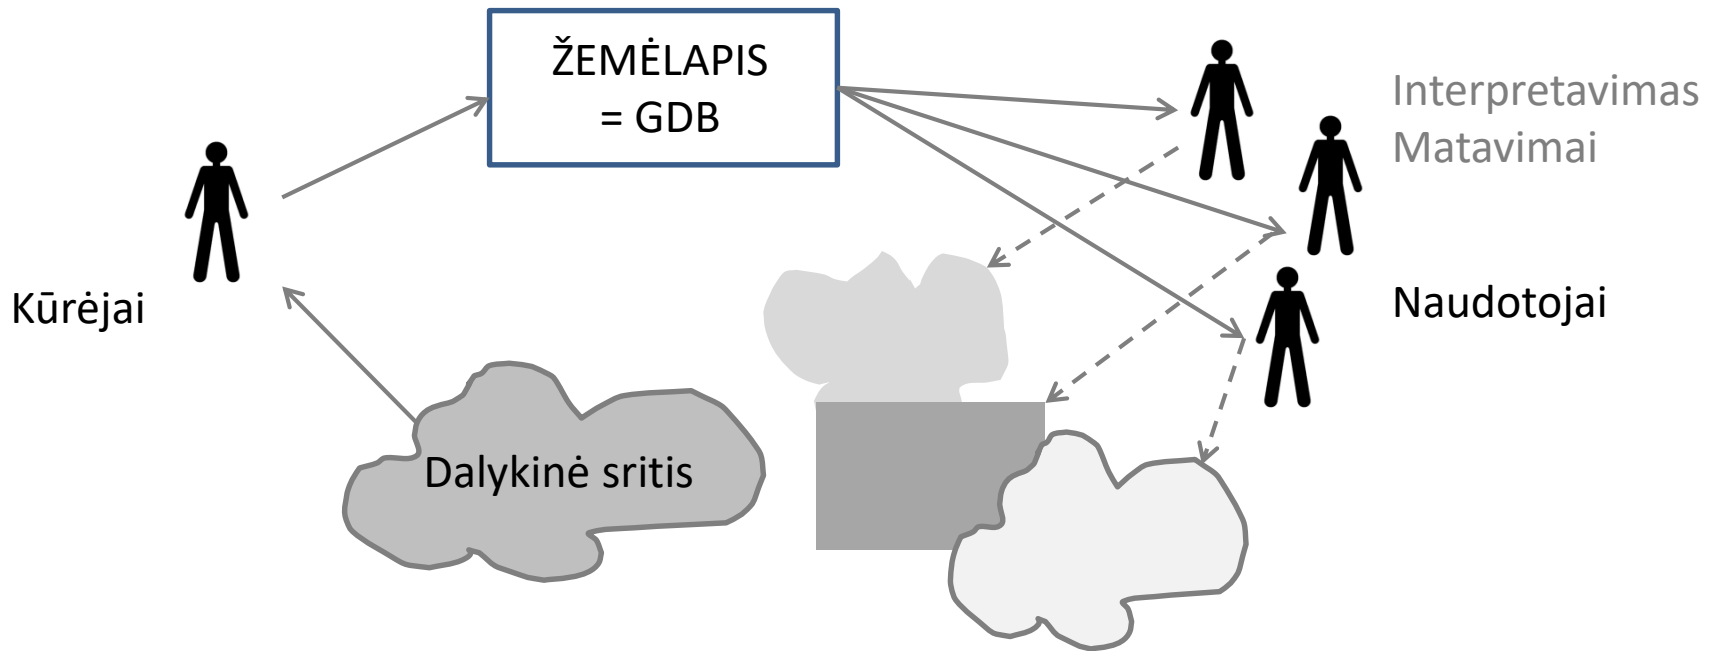 ŽEMĖLAPIS
= GDB
Interpretavimas
Matavimai
Kūrėjai
Naudotojai
Dalykinė sritis